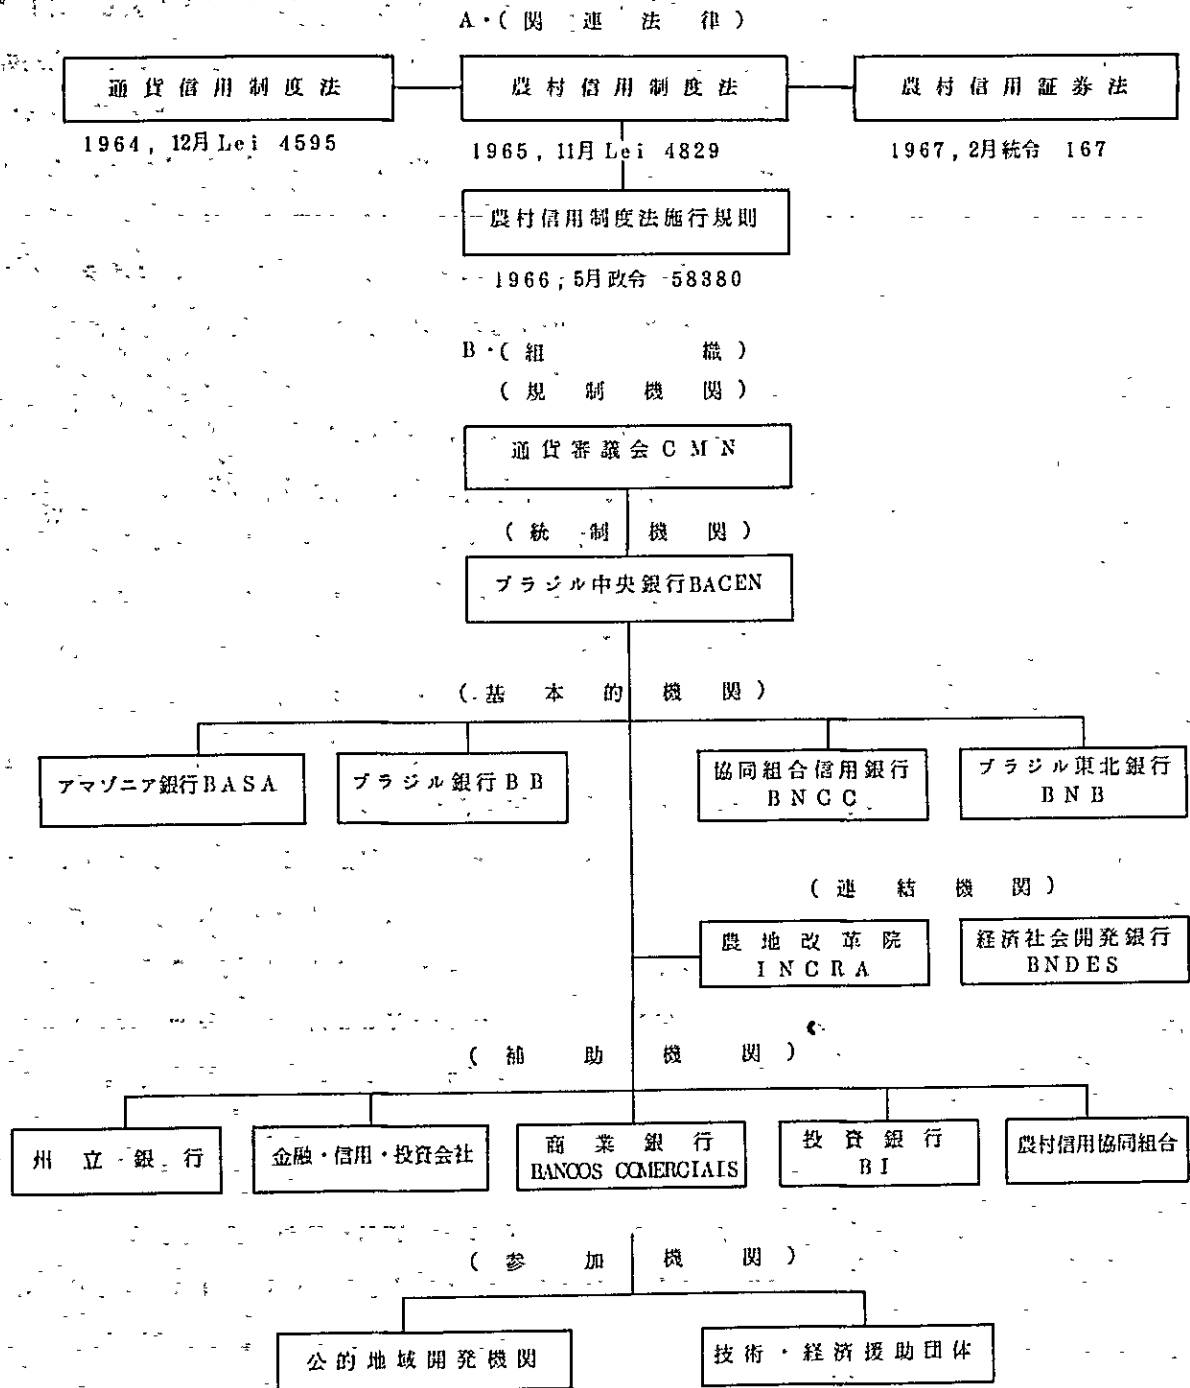 A・(関連法律)
通貨信用制度法
農村信用制度法
農村信用証券法
1964, 12月 Lei 4595
1965, 11月 Lei 4829
1967, 2月統令 167
農村信用制度法施行規則
1966, 5月政令 58380
B・(組織)
(規制機関)
通貨審議会CMN
(統制機関)
ブラジル中央銀行BACEN
(基本的機関)
アマゾニア銀行BASA
ブラジル銀行BB
協同組合信用銀行
BNCC
ブラジル東北銀行
BNB
(連結機関)
農地改革院
INCRA
経済社会開発銀行
BNDES
(補助機関)
州立銀行
金融・信用・投資会社
商業銀行
BANCOS COMERCIAIS
投資銀行
BI
農村信用協同組合
(参加機関)
公的地域開発機関
技術・経済援助団体